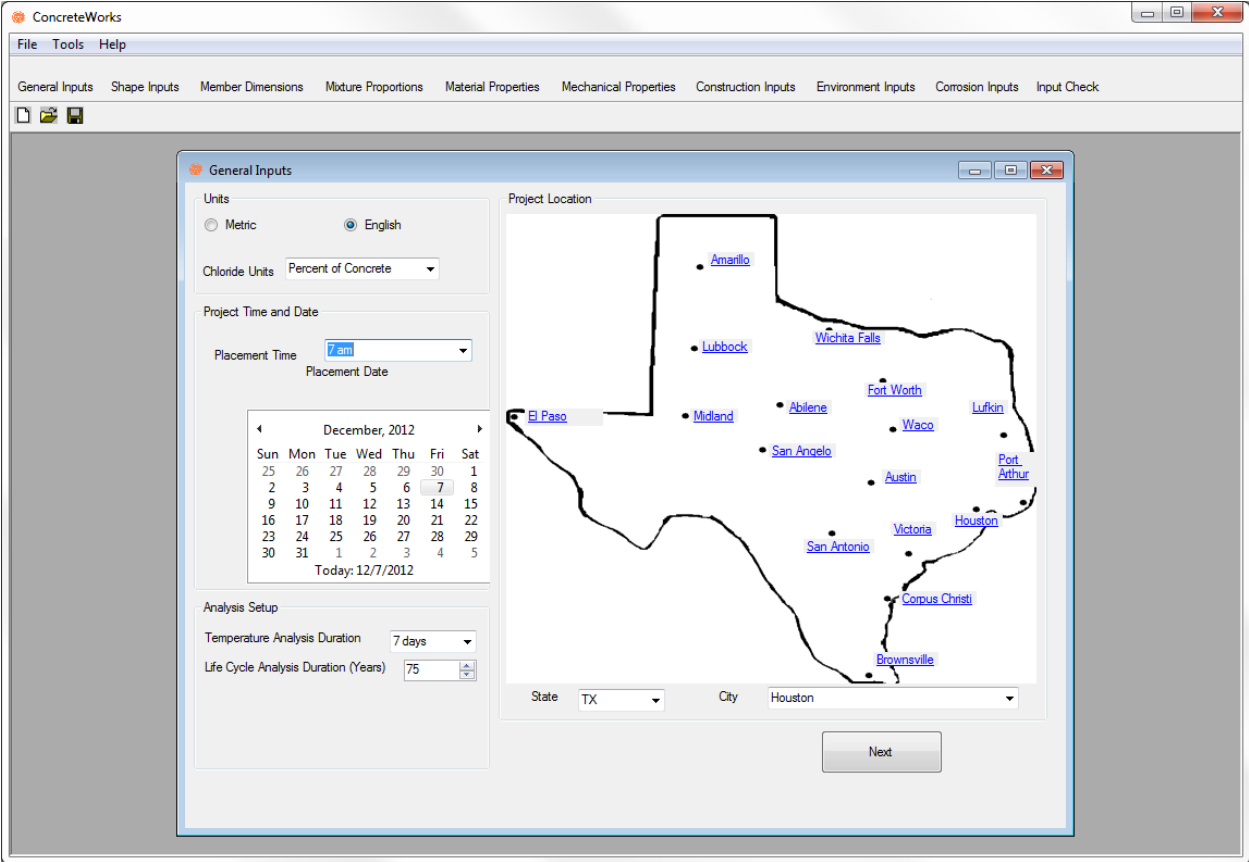 ConcreteWorks
File Tools Help
General Inputs Shape Inputs Member Dimensions Mixture Proportions Material Properties Mechanical Properties Construction Inputs Environment Inputs Corrosion Inputs Input Check
General Inputs
Units
Metric English
Chloride Units Percent of Concrete
Project Time and Date
Placement Time 7 am
Placement Date
December, 2012
Sun Mon Tue Wed Thu Fri Sat
25 26 27 28 29 30 1
2 3 4 5 6 7 8
9 10 11 12 13 14 15
16 17 18 19 20 21 22
23 24 25 26 27 28 29
30 31 1 2 3 4 5
Today: 12/7/2012
Analysis Setup
Temperature Analysis Duration 7 days
Life Cycle Analysis Duration (Years) 75
Project Location
Amarillo
Wichita Falls
Lubbock
Fort Worth
El Paso
Midland
Abilene
Lufkin
Waco
San Angelo
Port
Arthur
Austin
Houston
Victoria
San Antonio
Corpus Christi
Brownsville
State TX City Houston
Next